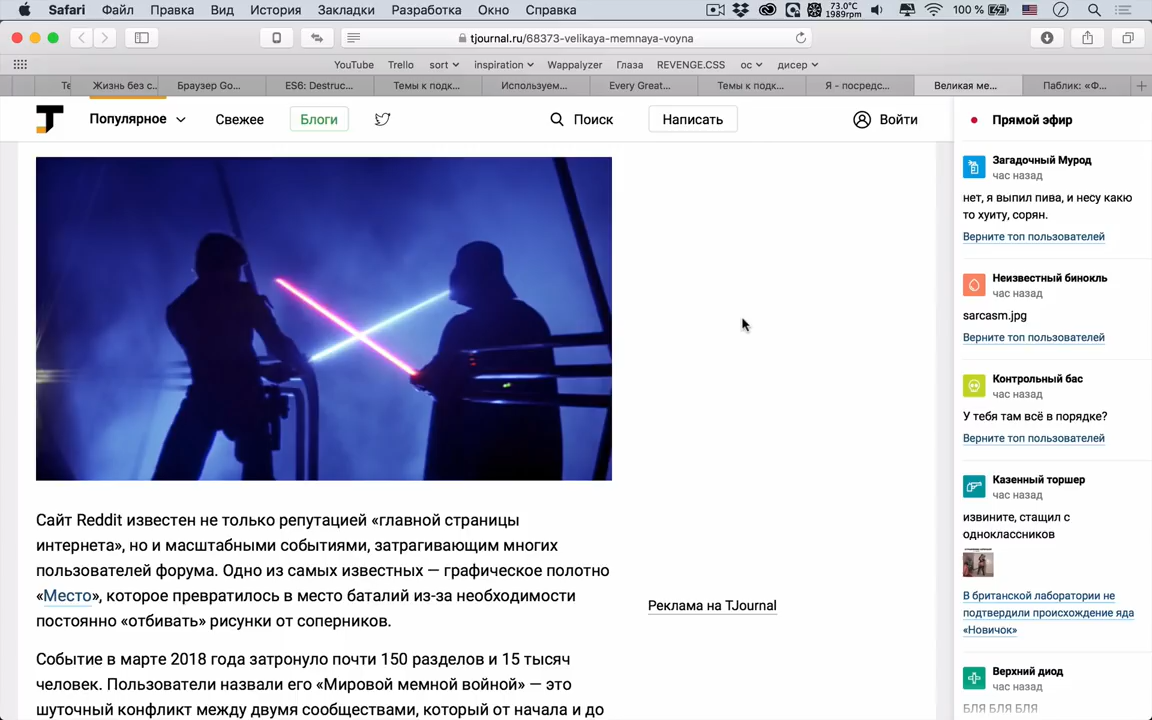 Safari Файл Правка Вид История Закладки Разработка Окно Справка 73.0°C 1989rpm 100 %
tjournal.ru/68373-velikaya-memnaya-voyna
YouTube Trello sort inspiration Wappalyzer Глаза REVENGE.CSS ос дисер
Те Жизнь без с... Браузер Go... ES6: Destruc... Темы к подк... Используем... Every Great... Темы к подк... Я - посредс... Великая ме... Паблик: «Ф...
Популярное Свежее Блоги Поиск Написать Войти Прямой эфир
Сайт Reddit известен не только репутацией «главной страницы
интернета», но и масштабными событиями, затрагивающим многих
пользователей форума. Одно из самых известных — графическое полотно
«Место», которое превратилось в место баталий из-за необходимости
постоянно «отбивать» рисунки от соперников.
Событие в марте 2018 года затронуло почти 150 разделов и 15 тысяч
человек. Пользователи назвали его «Мировой мемной войной» — это
шуточный конфликт между двумя сообществами, который от начала и до
Реклама на TJournal
Загадочный Мурод
час назад
нет, я выпил пива, и несу какю
то хуиту, сорян.
Верните топ пользователей
Неизвестный бинокль
час назад
sarcasm.jpg
Верните топ пользователей
Контрольный бас
час назад
У тебя там всё в порядке?
Верните топ пользователей
Казенный торшер
час назад
извините, стащил с
одноклассников
В британской лаборатории не
подтвердили происхождение яда
«Новичок»
Верхний диод
час назад
БЛЯ БЛЯ БЛЯ